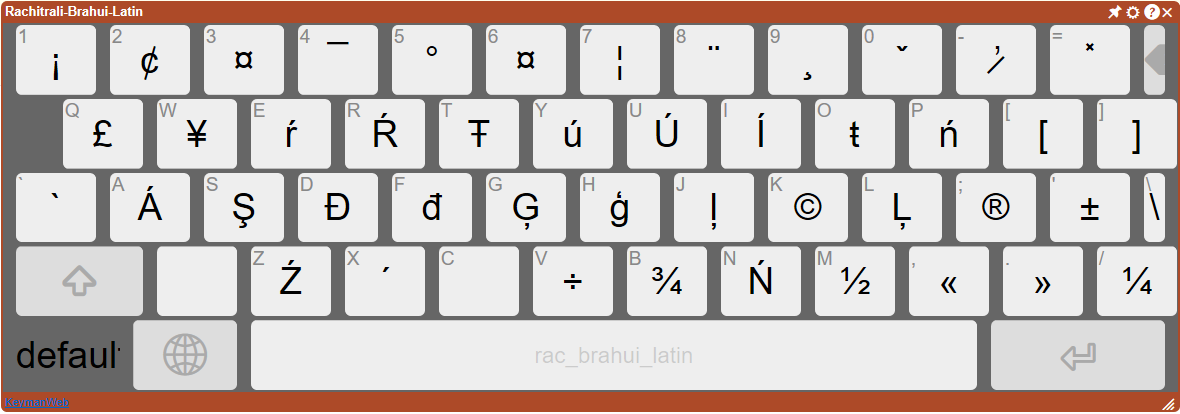 Rachitrali-Brahui-Latin
1 ¡ 2 ¢ 3 ¤ 4 ¯ 5 ° 6 ¤ 7 ¦ 8 ¨ 9 ¸ 0 ˇ - = ˟
Q £ W ¥ E ŕ R Ŕ T Ŧ Y ú U Ú I Í O ŧ P ń [ [ ] ]
` ` A Á S Ş D Đ F đ G Ģ H ģ J ļ K © L Ļ ; ® ' ± \ \
Z Ź X ´ C V ÷ B ¾ N Ń M ½ , « . » / ¼
default rac_brahui_latin
KeymanWeb